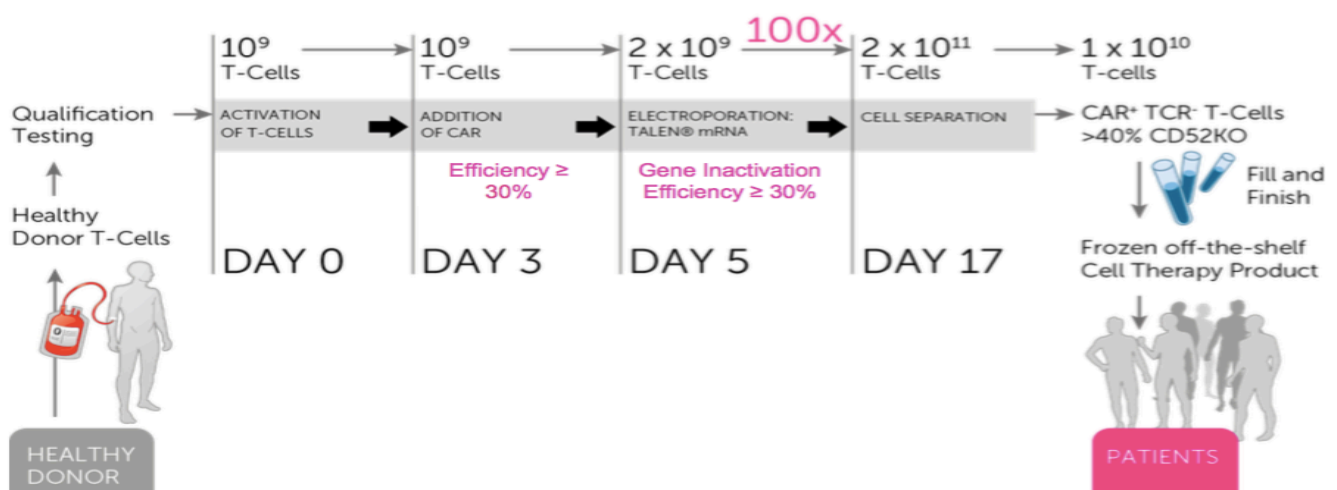 10⁹
T-Cells
10⁹
T-Cells
2 x 10⁹
T-Cells
100x
2 x 10¹¹
T-Cells
1 x 10¹⁰
T-cells
Qualification
Testing
ACTIVATION
OF T-CELLS
ADDITION
OF CAR
ELECTROPORATION:
TALEN® mRNA
CELL SEPARATION
CAR⁺ TCR⁻ T-Cells
>40% CD52KO
Efficiency ≥
30%
Gene Inactivation
Efficiency ≥ 30%
Fill and
Finish
Healthy
Donor T-Cells
DAY 0
DAY 3
DAY 5
DAY 17
Frozen off-the-shelf
Cell Therapy Product
HEALTHY
DONOR
PATIENTS